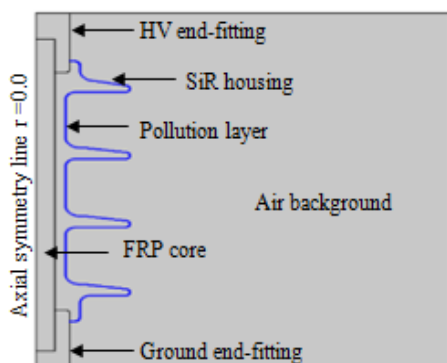 HV end-fitting
SiR housing
Pollution layer
Air background
FRP core
Ground end-fitting
Axial symmetry line r =0.0